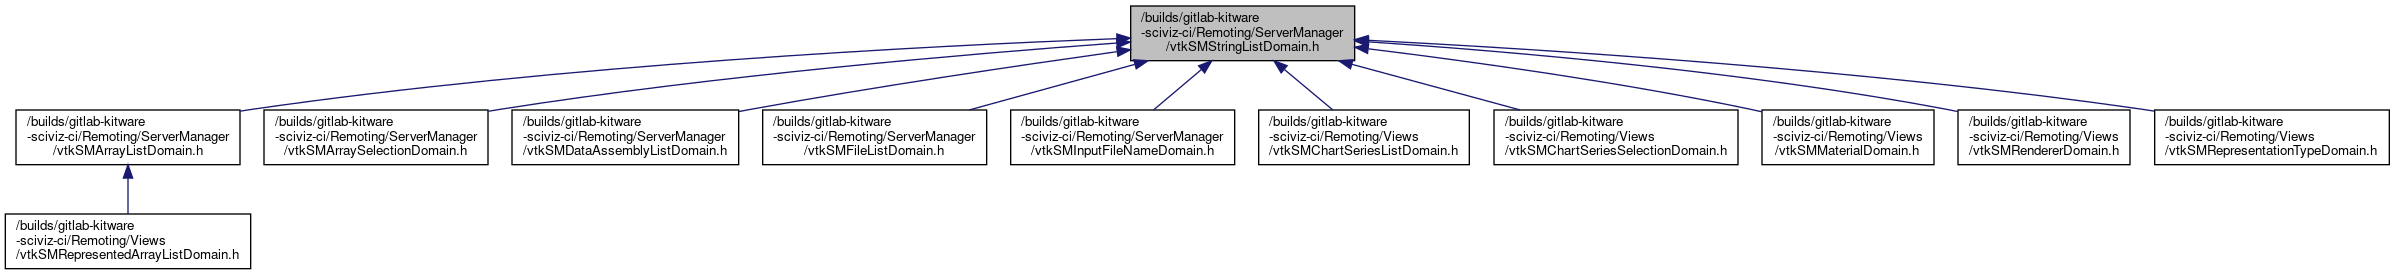 /builds/gitlab-kitware
-sciviz-ci/Remoting/ServerManager
/vtkSMStringListDomain.h
/builds/gitlab-kitware
-sciviz-ci/Remoting/ServerManager
/vtkSMArrayListDomain.h
/builds/gitlab-kitware
-sciviz-ci/Remoting/ServerManager
/vtkSMArraySelectionDomain.h
/builds/gitlab-kitware
-sciviz-ci/Remoting/ServerManager
/vtkSMDataAssemblyListDomain.h
/builds/gitlab-kitware
-sciviz-ci/Remoting/ServerManager
/vtkSMFileListDomain.h
/builds/gitlab-kitware
-sciviz-ci/Remoting/ServerManager
/vtkSMInputFileNameDomain.h
/builds/gitlab-kitware
-sciviz-ci/Remoting/Views
/vtkSMChartSeriesListDomain.h
/builds/gitlab-kitware
-sciviz-ci/Remoting/Views
/vtkSMChartSeriesSelectionDomain.h
/builds/gitlab-kitware
-sciviz-ci/Remoting/Views
/vtkSMMaterialDomain.h
/builds/gitlab-kitware
-sciviz-ci/Remoting/Views
/vtkSMRendererDomain.h
/builds/gitlab-kitware
-sciviz-ci/Remoting/Views
/vtkSMRepresentationTypeDomain.h
/builds/gitlab-kitware
-sciviz-ci/Remoting/Views
/vtkSMRepresentedArrayListDomain.h